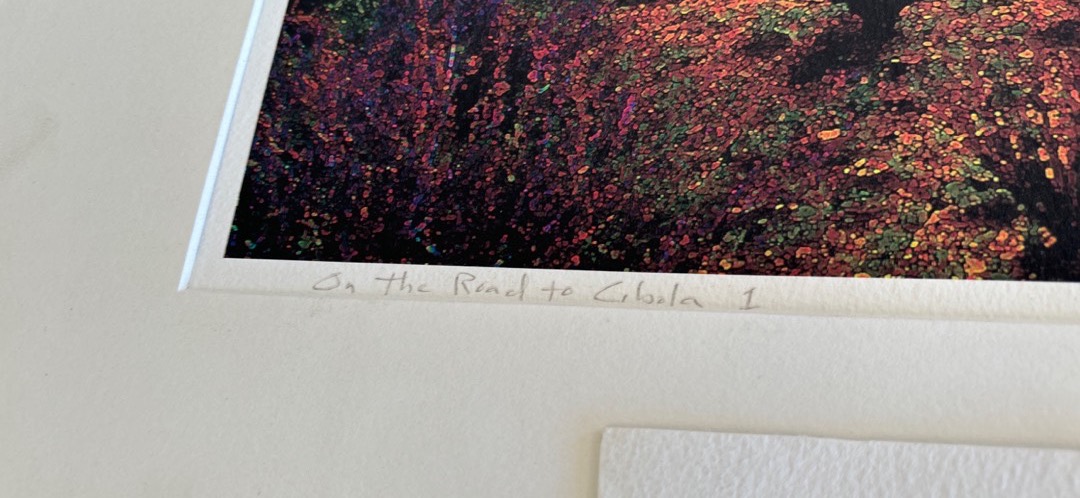 On the Road to Cibola 1